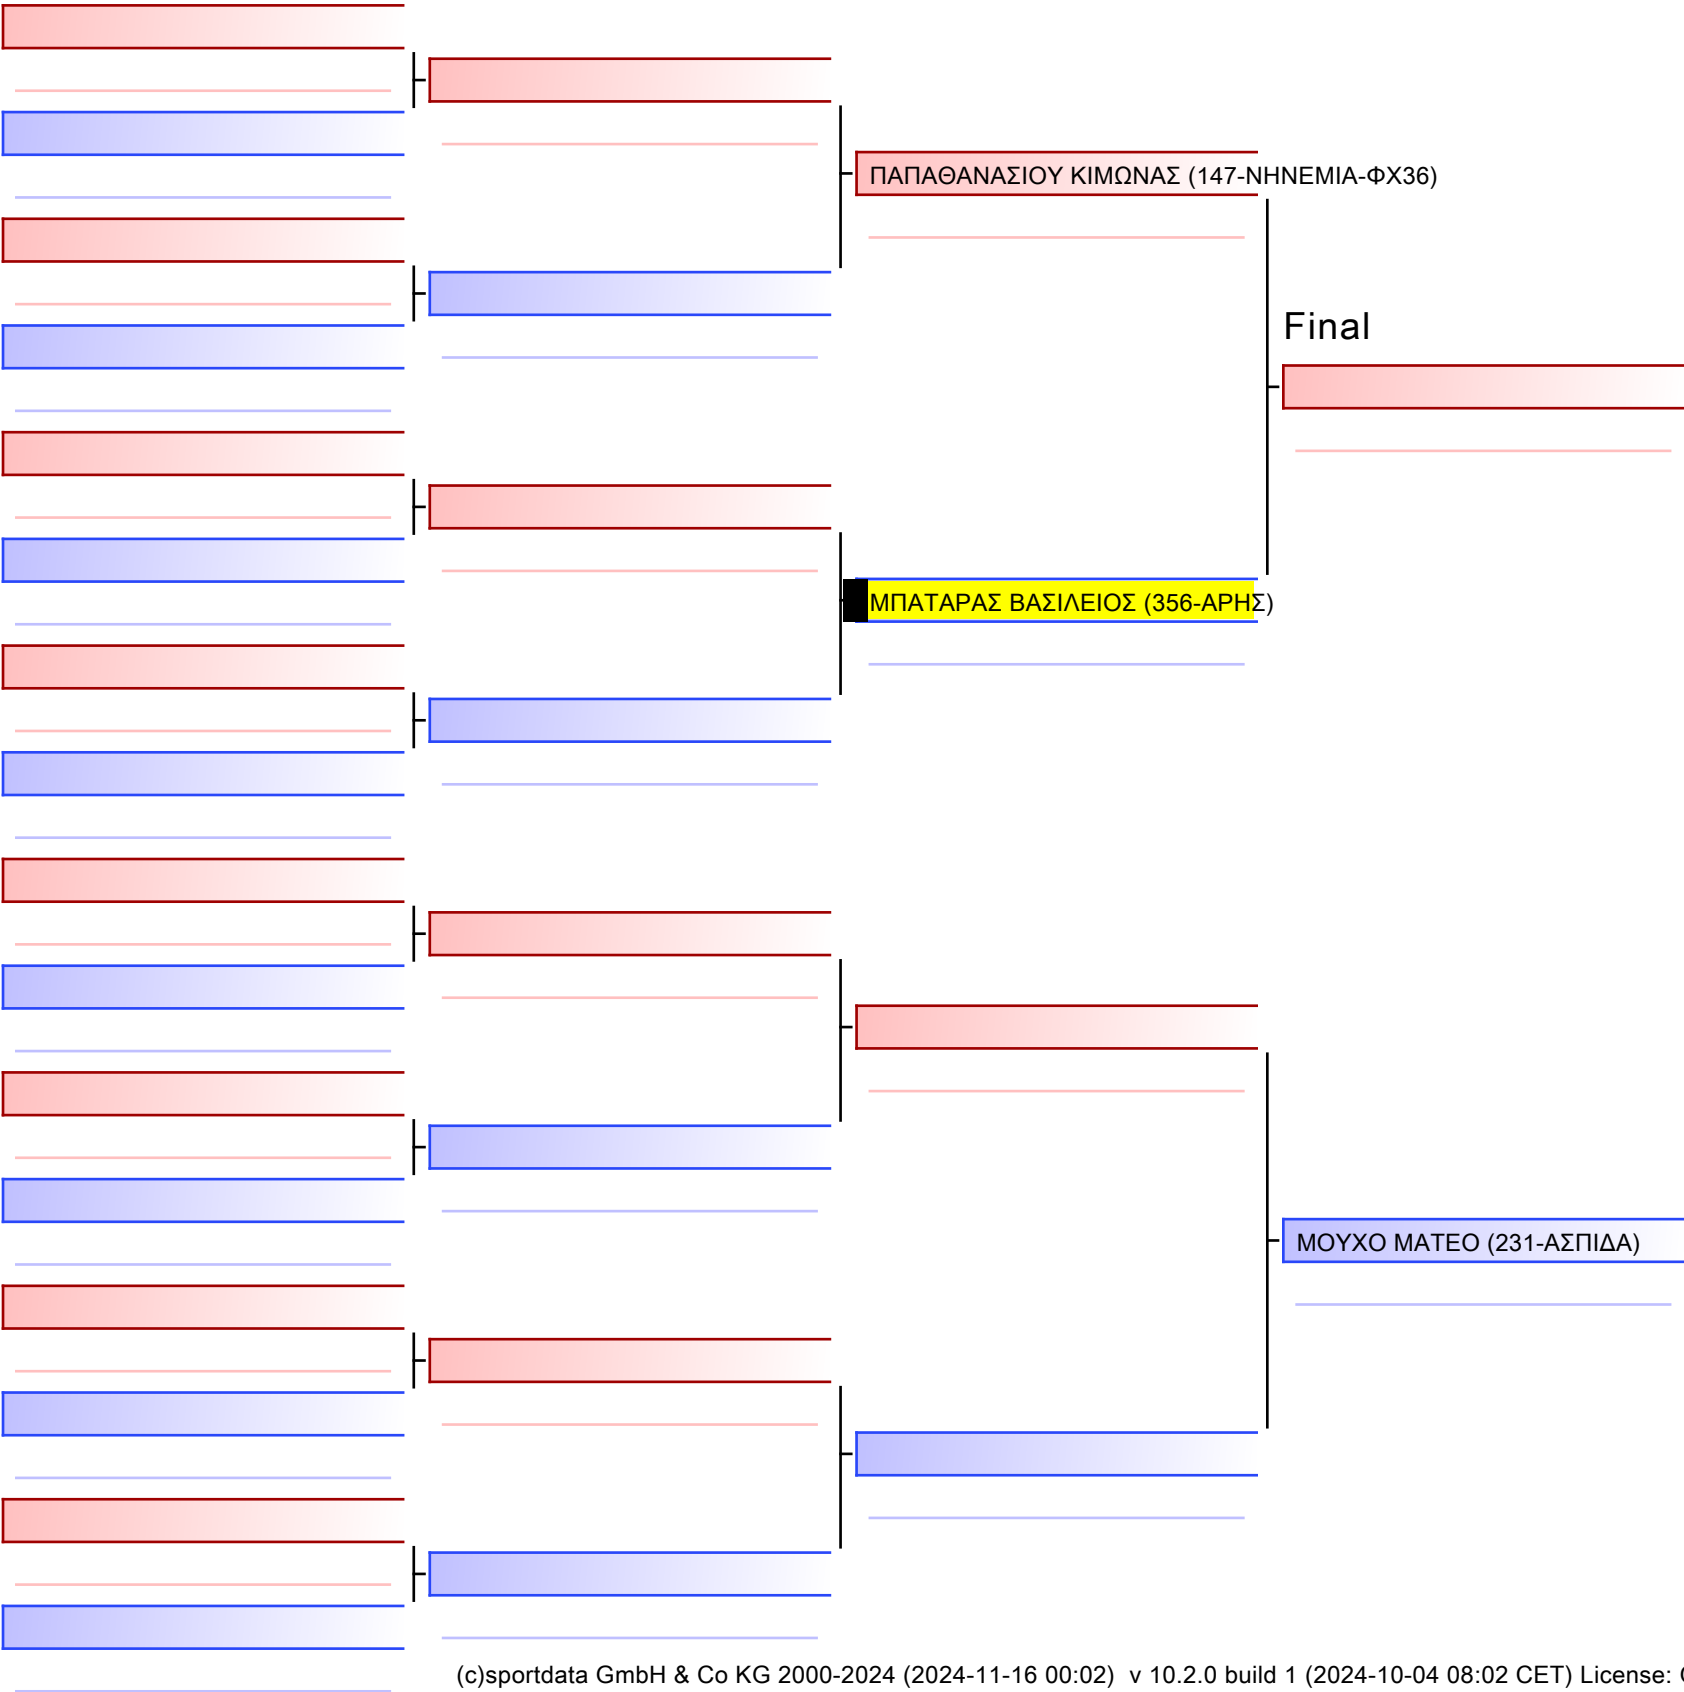 ΠΑΠΑΘΑΝΑΣΙΟΥ ΚΙΜΩΝΑΣ (147-ΝΗΝΕΜΙΑ-ΦΧ36)
Final
ΜΠΑΤΑΡΑΣ ΒΑΣΙΛΕΙΟΣ (356-ΑΡΗΣ)
ΜΟΥΧΟ ΜΑΤΕΟ (231-ΑΣΠΙΔΑ)
(c)sportdata GmbH & Co KG 2000-2024 (2024-11-16 00:02) v 10.2.0 build 1 (2024-10-04 08:02 CET) License: